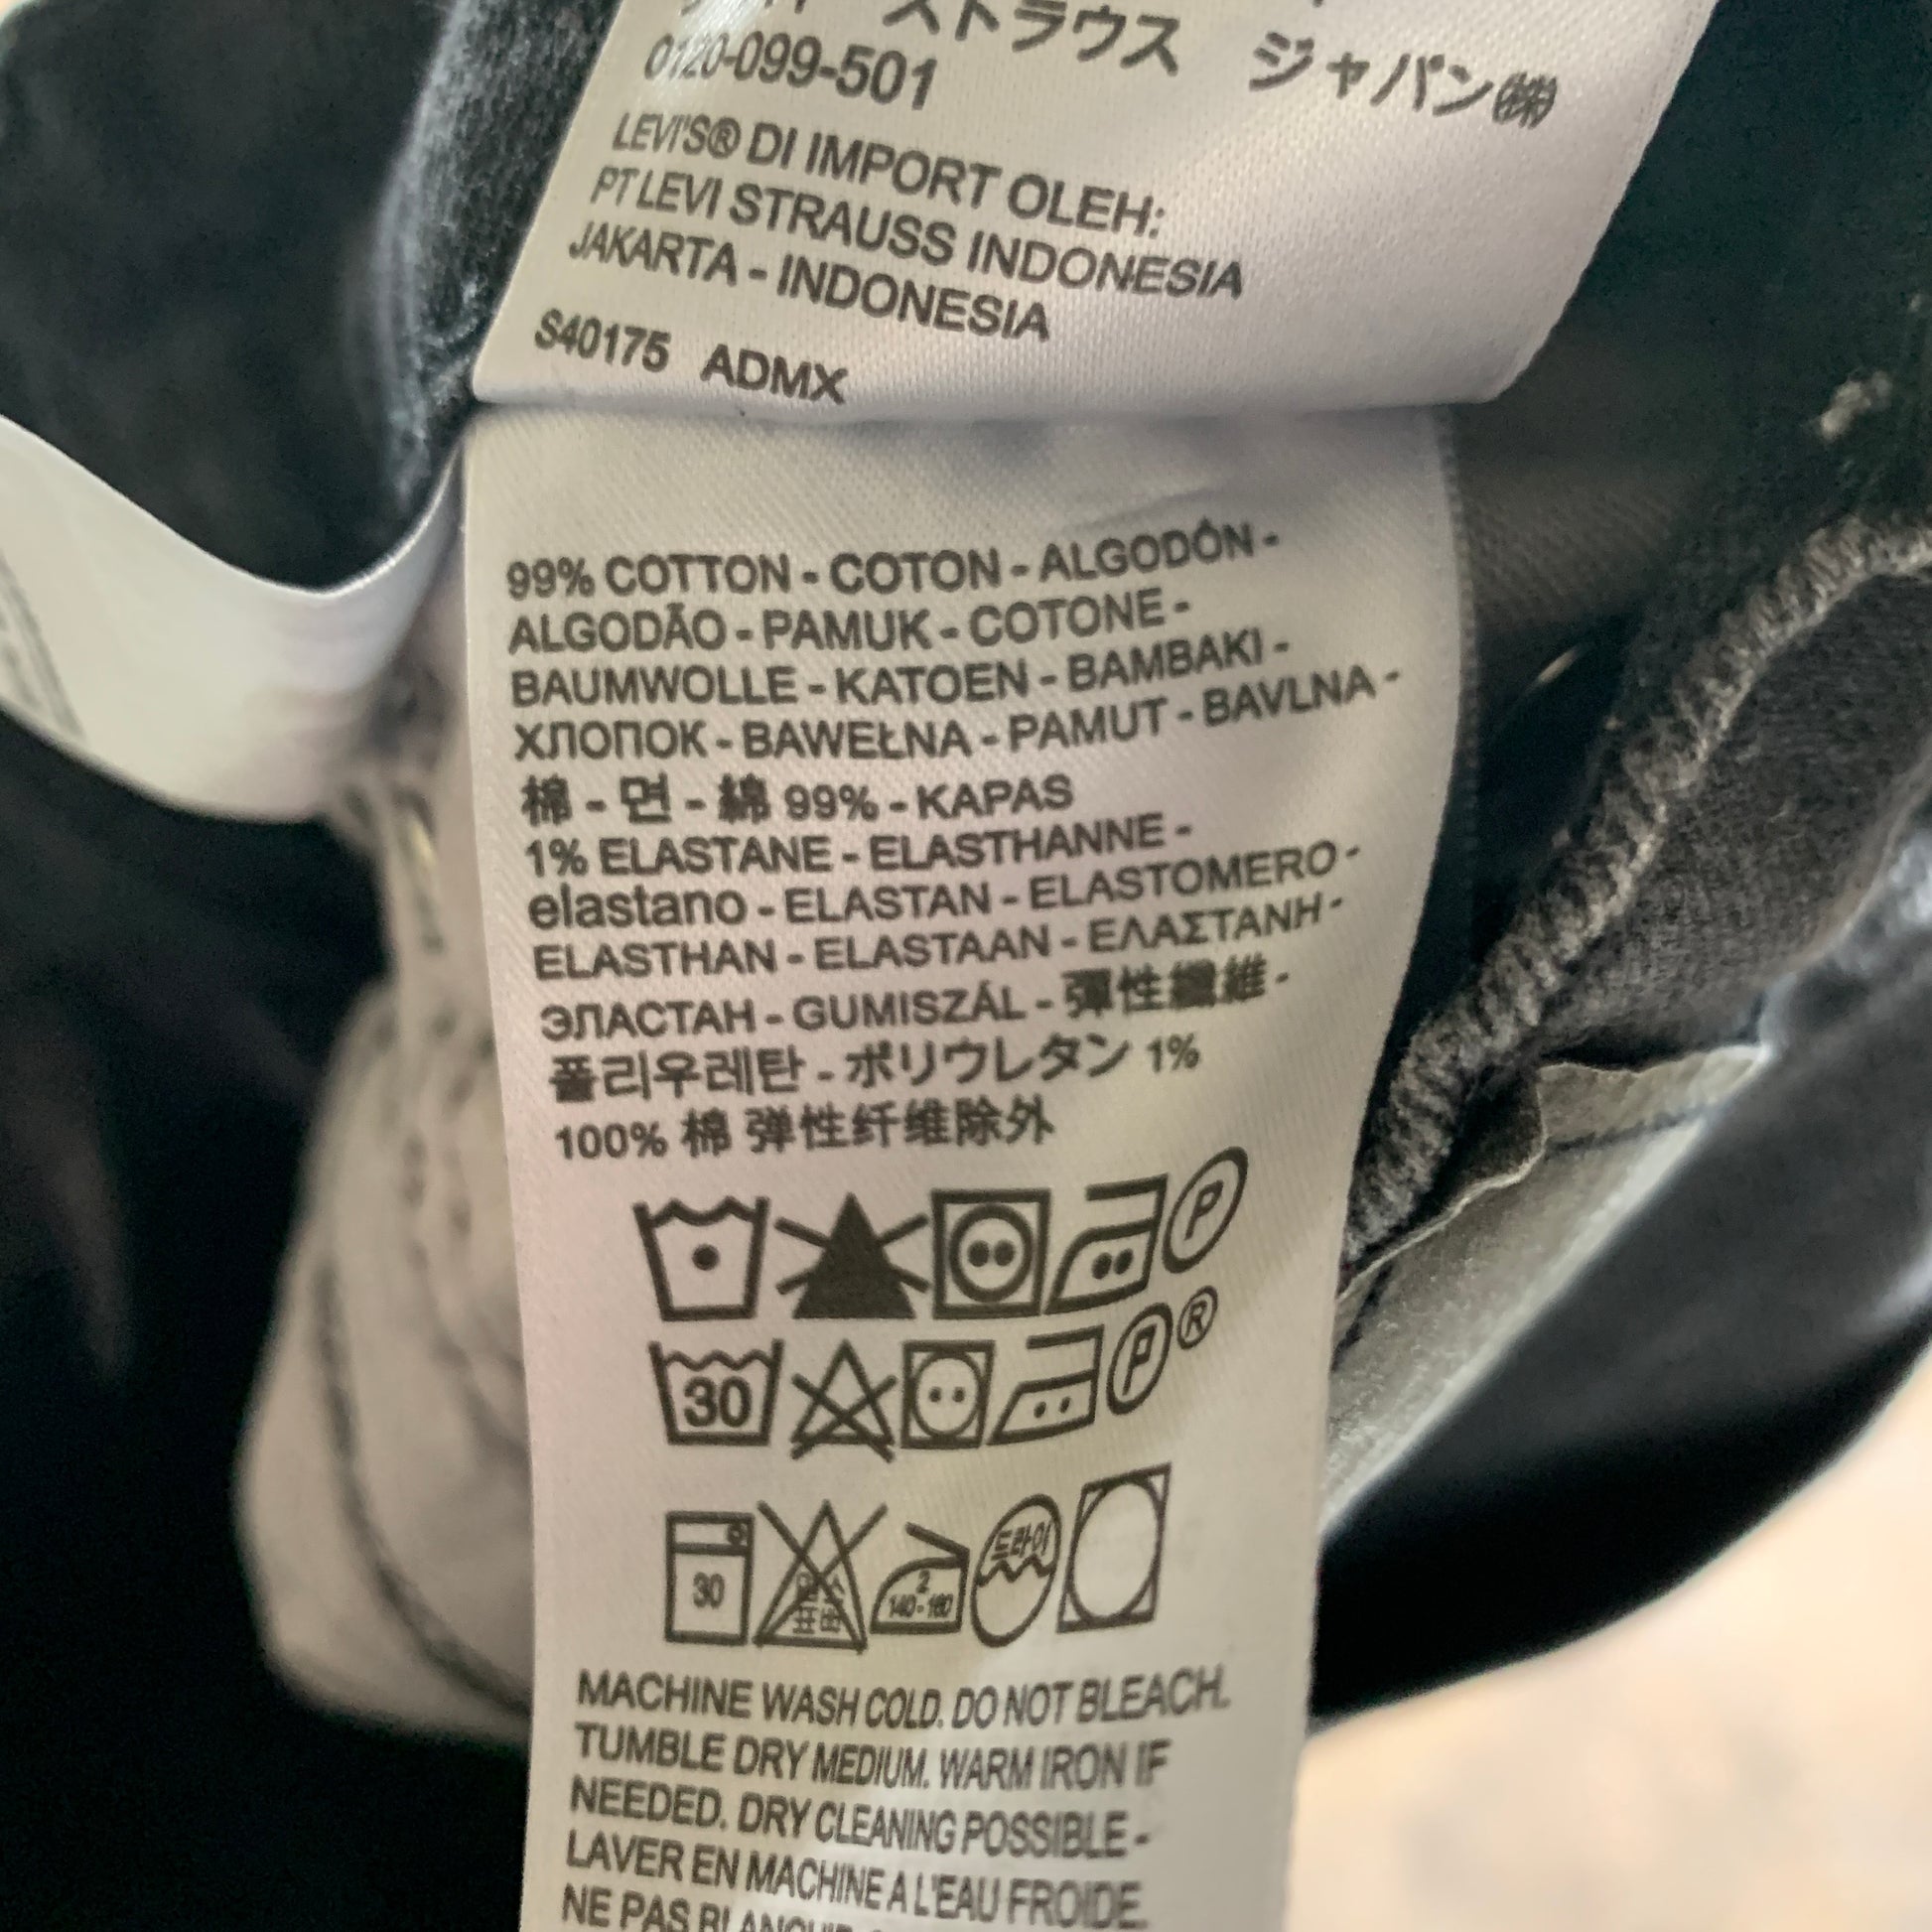 ストラウス ジャパン㈱
0120-099-501
LEVI'S® DI IMPORT OLEH:
PT LEVI STRAUSS INDONESIA
JAKARTA - INDONESIA
S40175 ADMX
99% COTTON - COTON - ALGODÓN -
ALGODÃO - PAMUK - COTONE -
BAUMWOLLE - KATOEN - BAMBAKI -
ХЛОПОК - BAWEŁNA - PAMUT - BAVLNA -
棉 - 면 - 綿 99% - KAPAS
1% ELASTANE - ELASTHANNE -
elastano - ELASTAN - ELASTOMERO -
ELASTHAN - ELASTAAN - ΕΛΑΣΤΑΝΗ -
ЭЛАСТАН - GUMISZÁL - 彈性纖維 -
폴리우레탄 - ポリウレタン 1%
100% 棉 弹性纤维除外
P
30 P ®
30 2 140-160 드라이
MACHINE WASH COLD. DO NOT BLEACH.
TUMBLE DRY MEDIUM. WARM IRON IF
NEEDED. DRY CLEANING POSSIBLE -
LAVER EN MACHINE A L'EAU FROIDE.
NE PAS